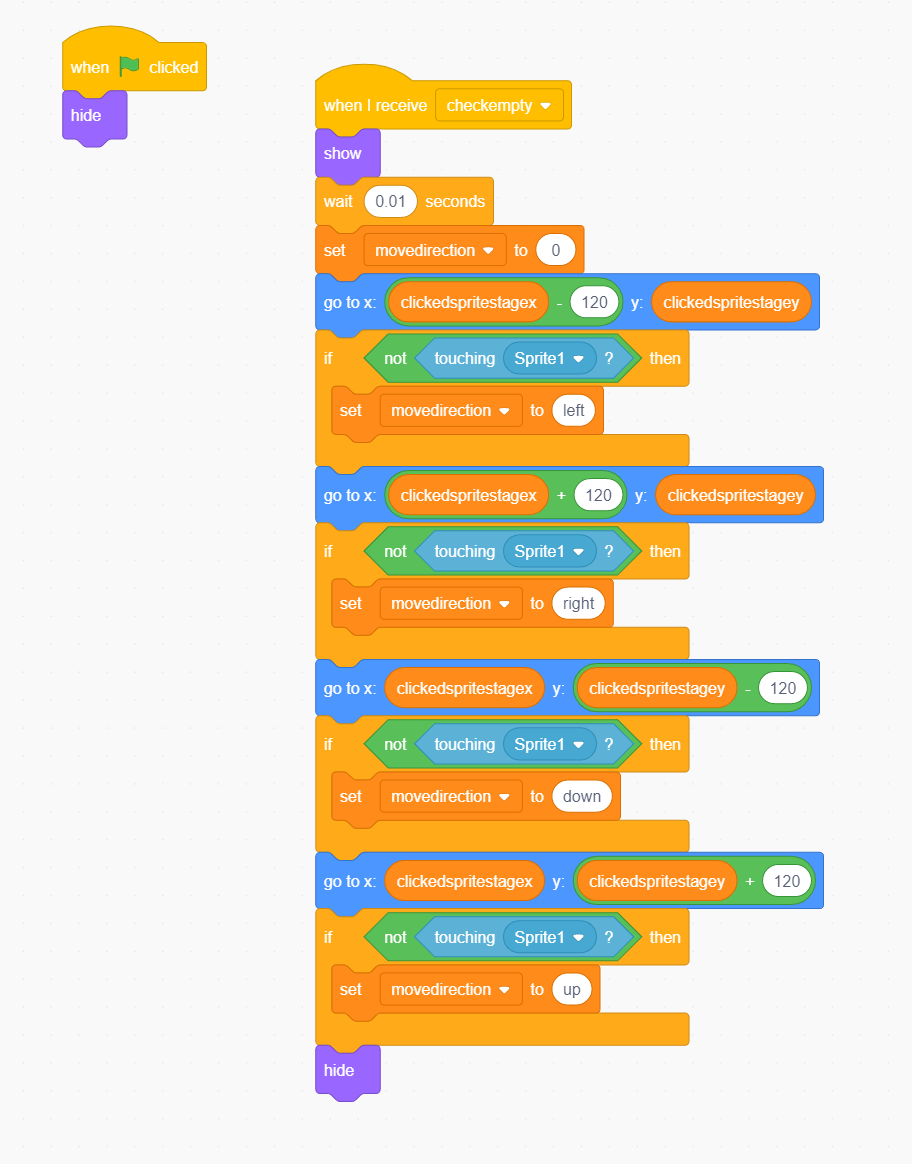 when clicked
hide
when I receive checkempty
show
wait 0.01 seconds
set movedirection to 0
go to x: clickedspritestagex - 120 y: clickedspritestagey
if not touching Sprite1 ? then
set movedirection to left
go to x: clickedspritestagex + 120 y: clickedspritestagey
if not touching Sprite1 ? then
set movedirection to right
go to x: clickedspritestagex y: clickedspritestagey - 120
if not touching Sprite1 ? then
set movedirection to down
go to x: clickedspritestagex y: clickedspritestagey + 120
if not touching Sprite1 ? then
set movedirection to up
hide